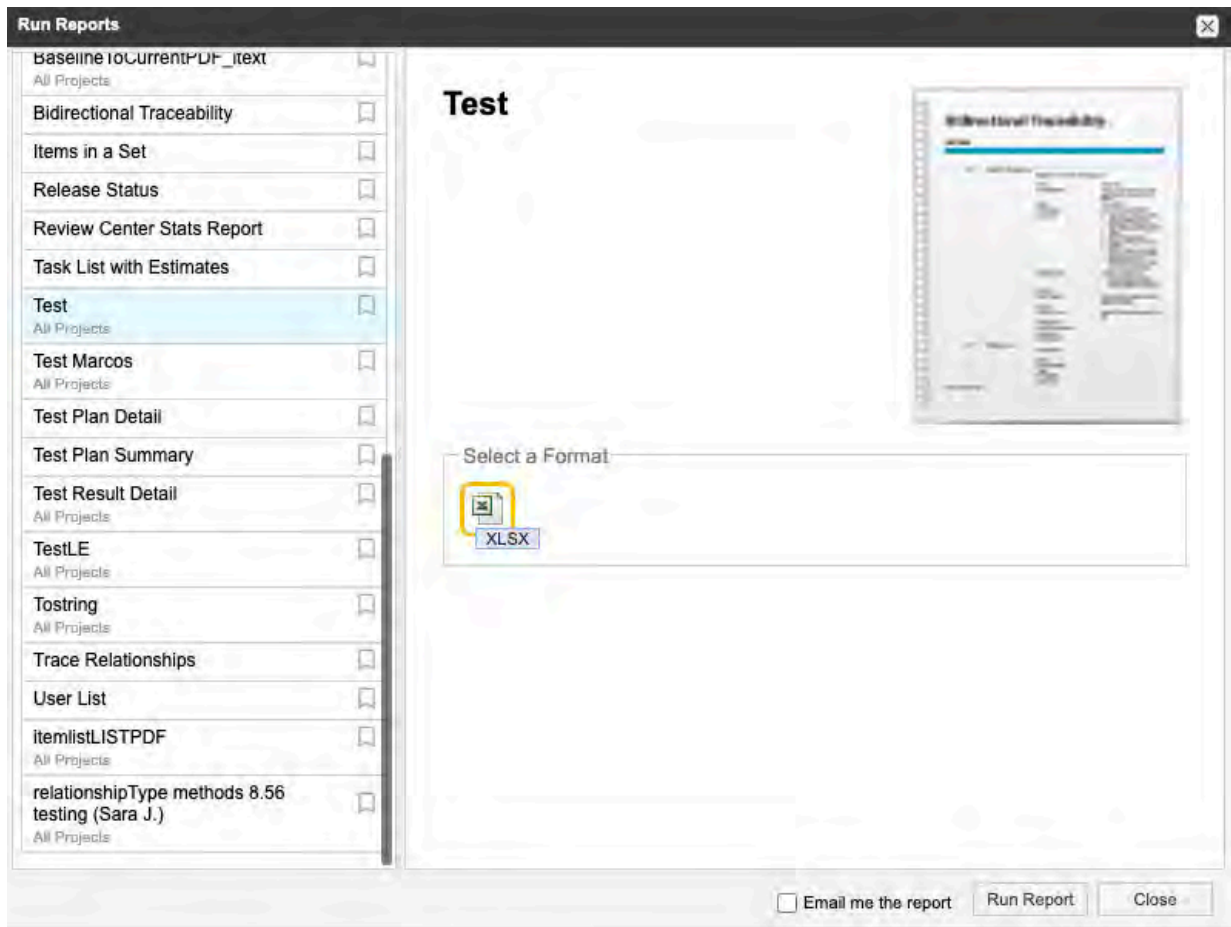 Run Reports
BaselineToCurrentPDF_itext
All Projects
Bidirectional Traceability
Items in a Set
Release Status
Review Center Stats Report
Task List with Estimates
Test
All Projects
Test Marcos
All Projects
Test Plan Detail
Test Plan Summary
Test Result Detail
All Projects
TestLE
All Projects
Tostring
All Projects
Trace Relationships
User List
itemlistLISTPDF
All Projects
relationshipType methods 8.56
testing (Sara J.)
All Projects
Test
Bidirectional Traceability
Select a Format
XLSX
Email me the report
Run Report
Close